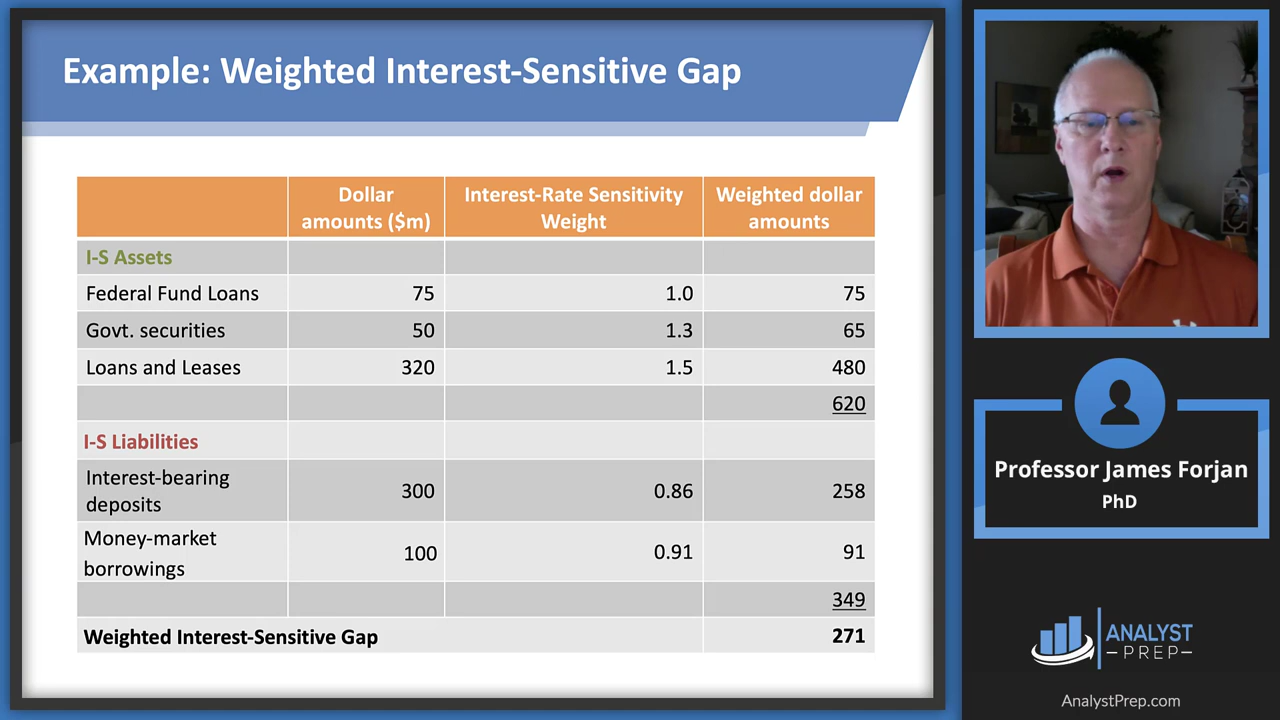 Example: Weighted Interest-Sensitive Gap
Dollar amounts ($m)
Interest-Rate Sensitivity Weight
Weighted dollar amounts
I-S Assets
Federal Fund Loans 75 1.0 75
Govt. securities 50 1.3 65
Loans and Leases 320 1.5 480
620
I-S Liabilities
Interest-bearing deposits 300 0.86 258
Money-market borrowings 100 0.91 91
349
Weighted Interest-Sensitive Gap 271
Professor James Forjan
PhD
ANALYST
PREP
AnalystPrep.com